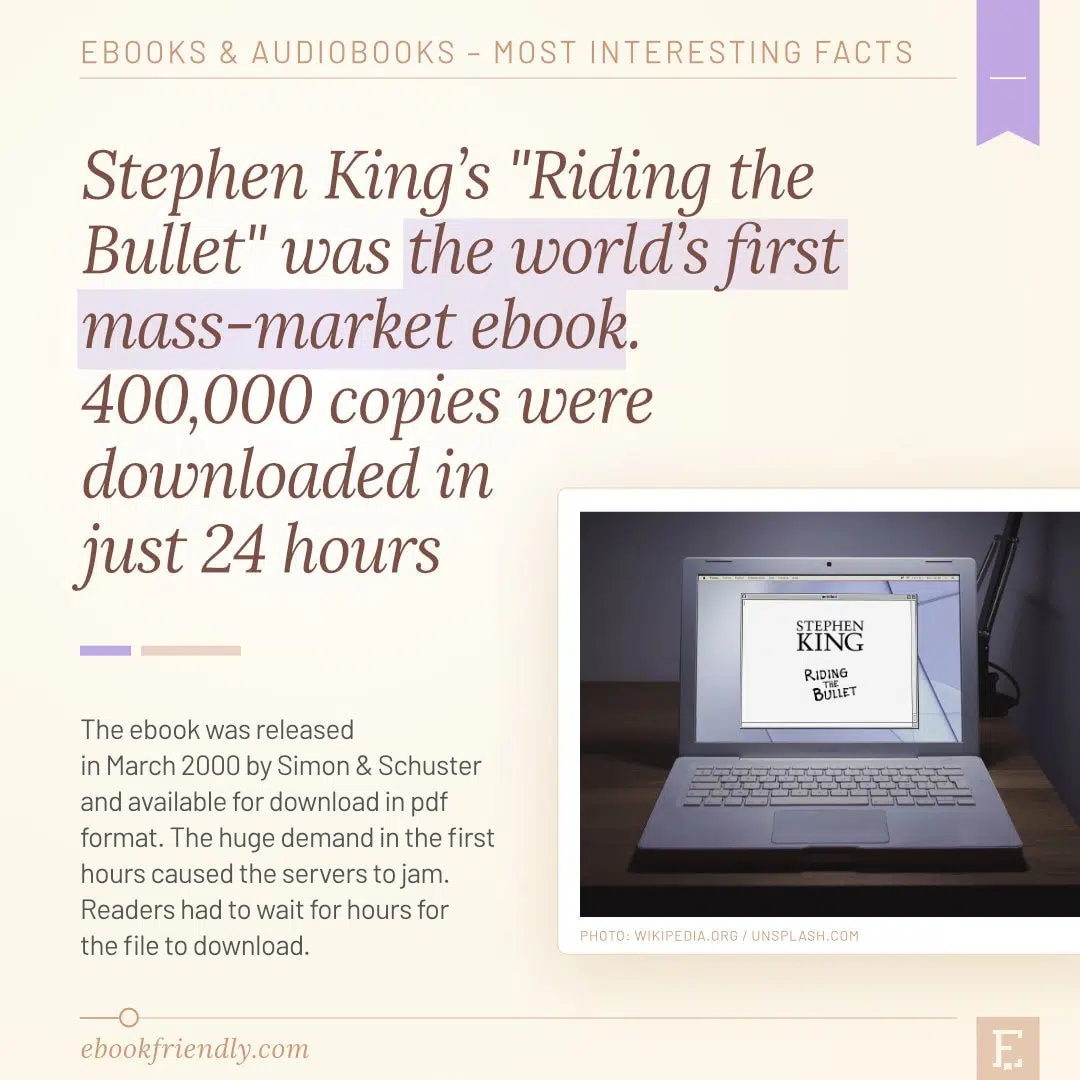 EBOOKS & AUDIOBOOKS – MOST INTERESTING FACTS
Stephen King’s "Riding the
Bullet" was the world’s first
mass-market ebook.
400,000 copies were
downloaded in
just 24 hours
STEPHEN
KING
RIDING
THE
BULLET
The ebook was released
in March 2000 by Simon & Schuster
and available for download in pdf
format. The huge demand in the first
hours caused the servers to jam.
Readers had to wait for hours for
the file to download.
PHOTO: WIKIPEDIA.ORG / UNSPLASH.COM
ebookfriendly.com
E